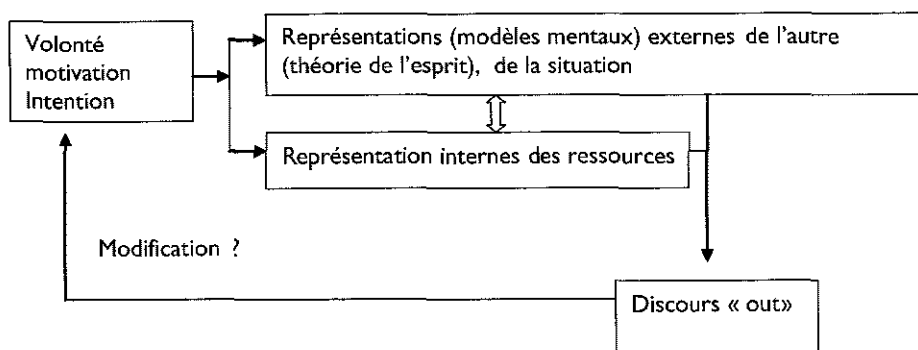 Volonté
motivation
Intention
Représentations (modèles mentaux) externes de l'autre
(théorie de l'esprit), de la situation
Représentation internes des ressources
Modification ?
Discours « out»